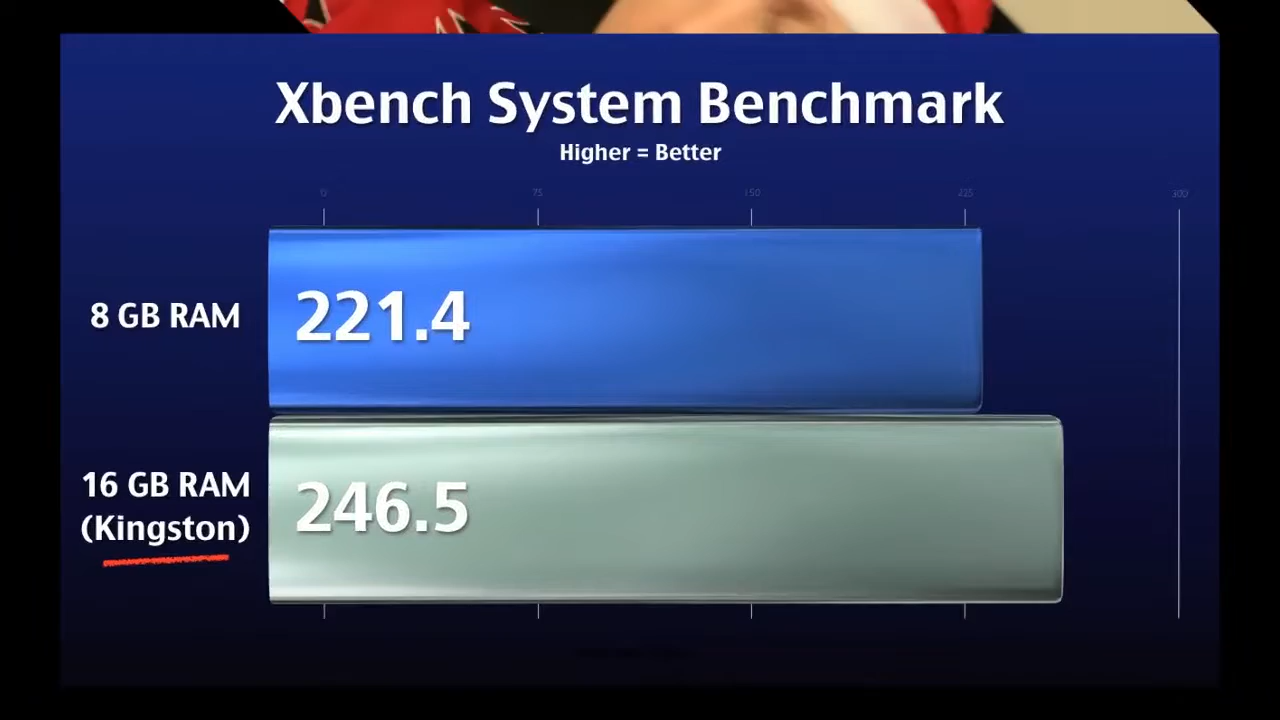 Xbench System Benchmark
Higher = Better
0 75 150 225 300
8 GB RAM
221.4
16 GB RAM
(Kingston)
246.5